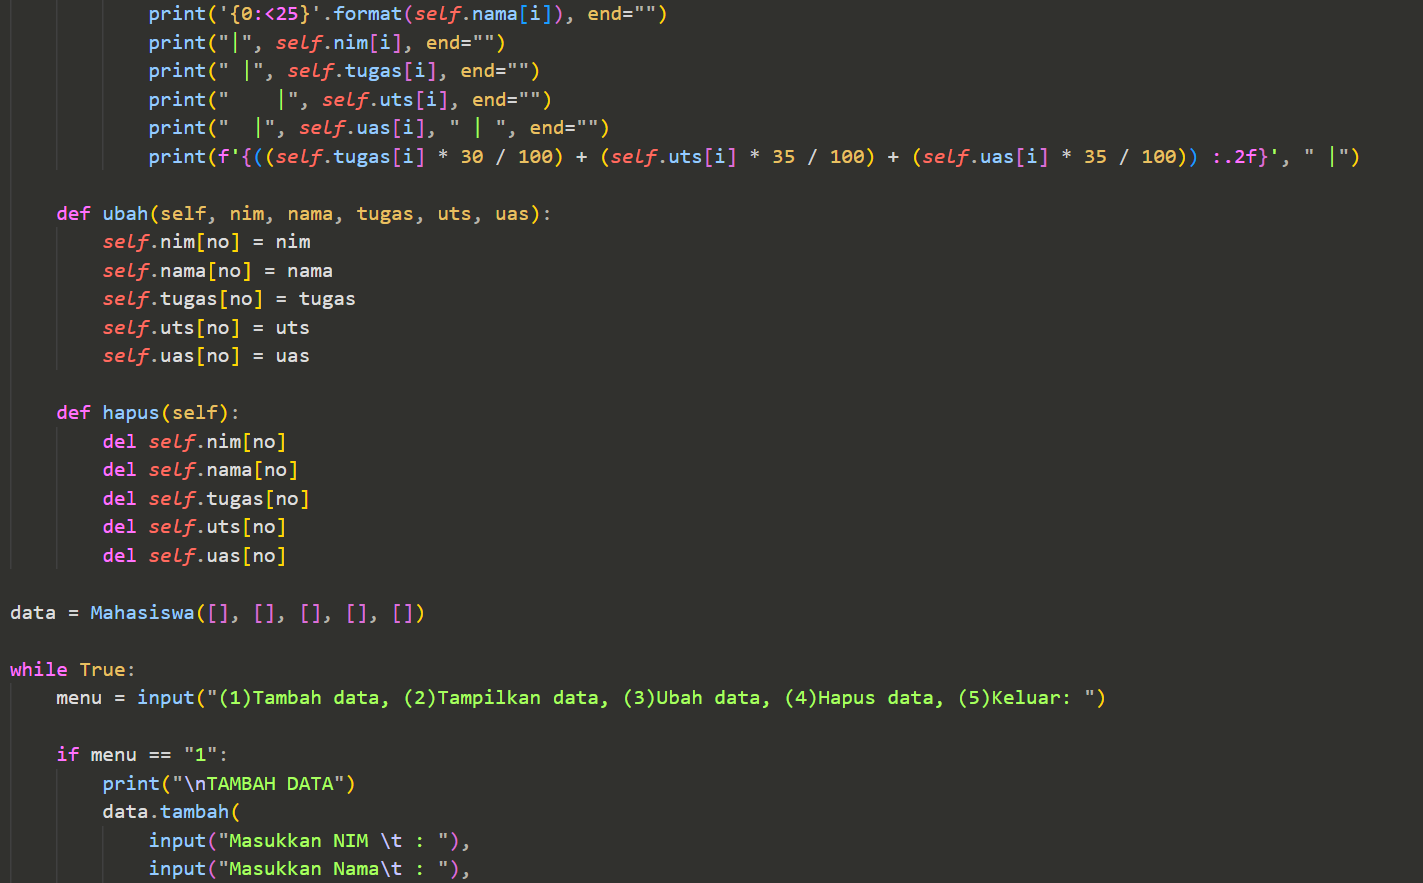 print('{0:<25}'.format(self.nama[i]), end="")
print("|", self.nim[i], end="")
print(" |", self.tugas[i], end="")
print("    |", self.uts[i], end="")
print("  |", self.uas[i], " | ", end="")
print(f'{((self.tugas[i] * 30 / 100) + (self.uts[i] * 35 / 100) + (self.uas[i] * 35 / 100)) :.2f}', " |")
def ubah(self, nim, nama, tugas, uts, uas):
self.nim[no] = nim
self.nama[no] = nama
self.tugas[no] = tugas
self.uts[no] = uts
self.uas[no] = uas
def hapus(self):
del self.nim[no]
del self.nama[no]
del self.tugas[no]
del self.uts[no]
del self.uas[no]
data = Mahasiswa([], [], [], [], [])
while True:
menu = input("(1)Tambah data, (2)Tampilkan data, (3)Ubah data, (4)Hapus data, (5)Keluar: ")
if menu == "1":
print("\nTAMBAH DATA")
data.tambah(
input("Masukkan NIM \t : "),
input("Masukkan Nama\t : "),